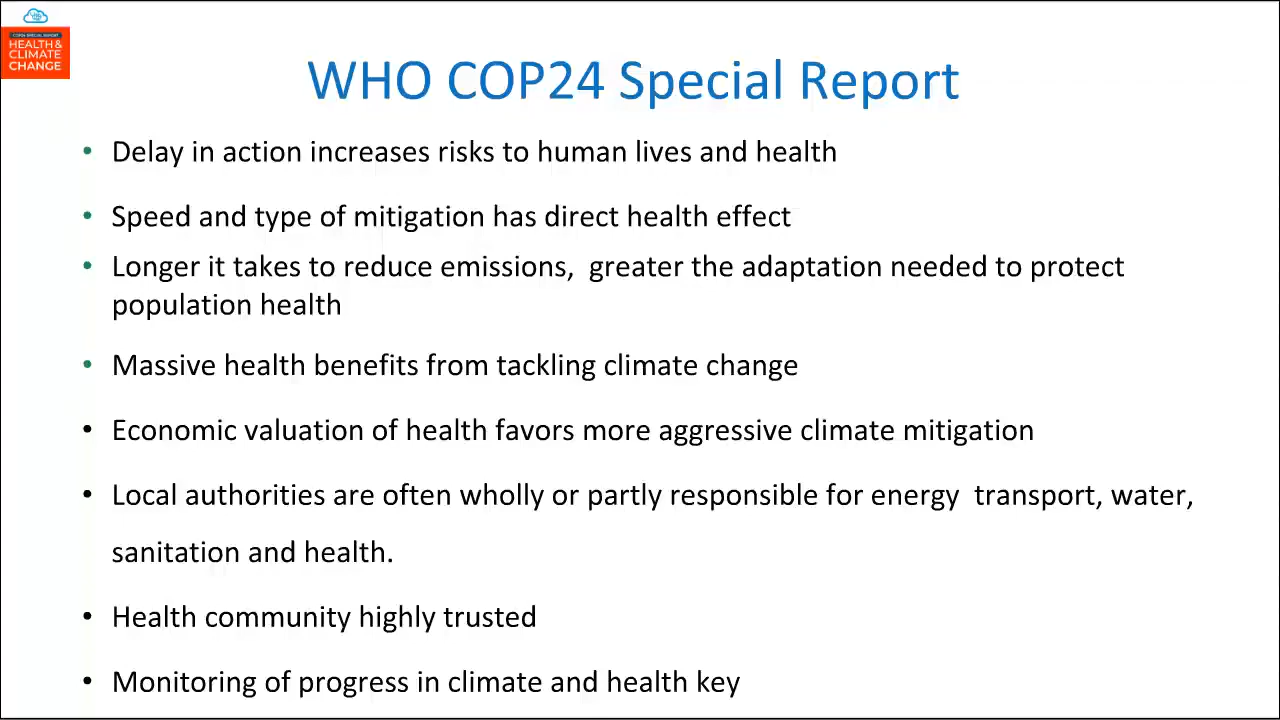 COP24 SPECIAL REPORT
HEALTH &
CLIMATE
CHANGE
WHO COP24 Special Report
• Delay in action increases risks to human lives and health
• Speed and type of mitigation has direct health effect
• Longer it takes to reduce emissions,  greater the adaptation needed to protect
population health
• Massive health benefits from tackling climate change
• Economic valuation of health favors more aggressive climate mitigation
• Local authorities are often wholly or partly responsible for energy  transport, water,
sanitation and health.
• Health community highly trusted
• Monitoring of progress in climate and health key